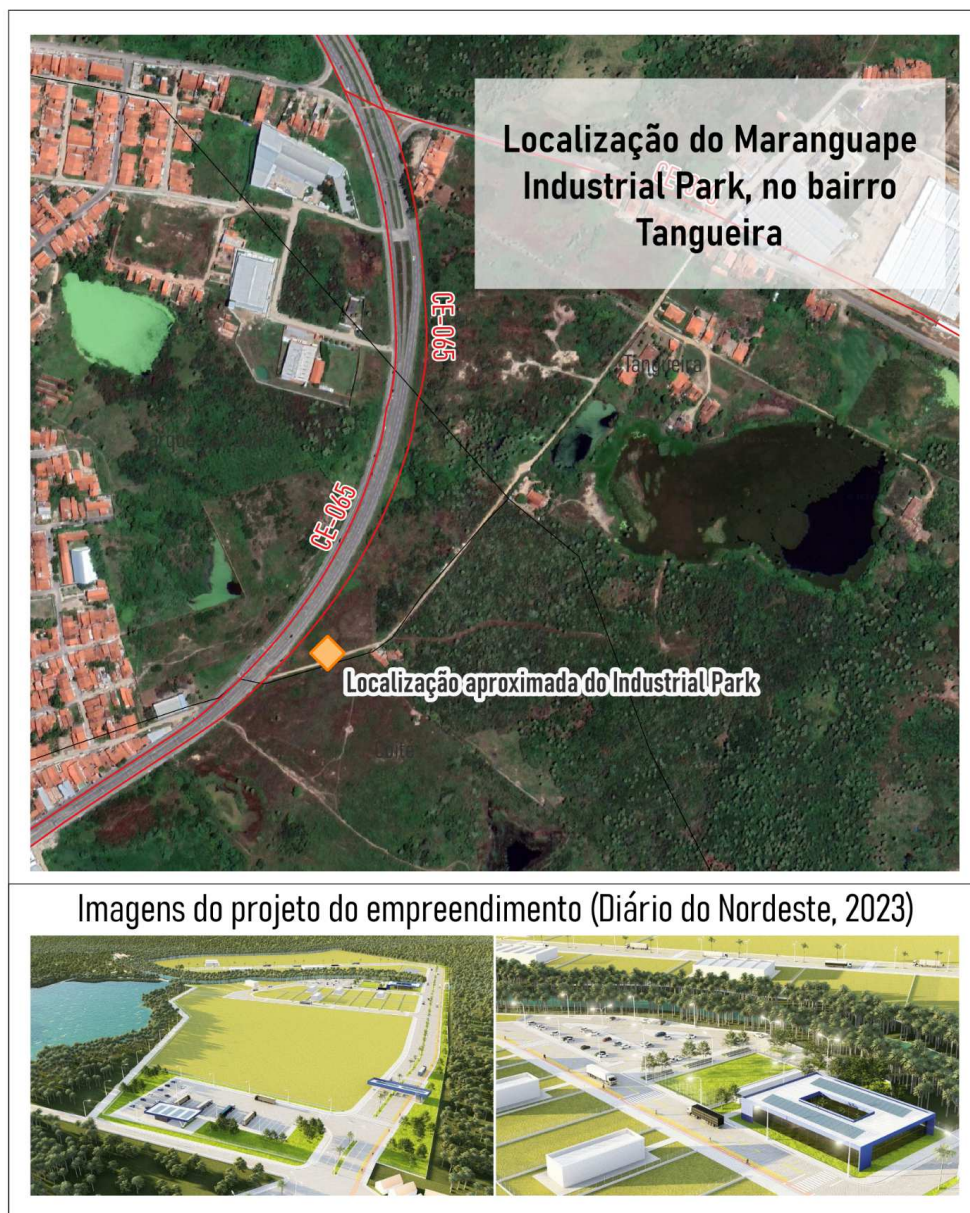 Localização do Maranguape
Industrial Park, no bairro
Tangueira
CE-065
Tangueira
CE-065
Localização aproximada do Industrial Park
Imagens do projeto do empreendimento (Diário do Nordeste, 2023)